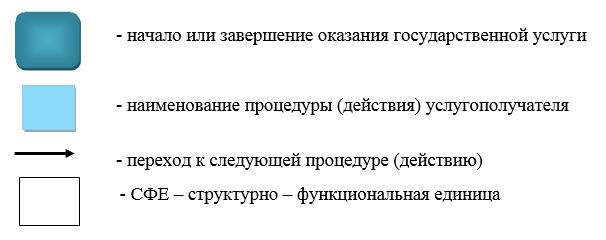 - начало или завершение оказания государственной услуги
- наименование процедуры (действия) услугополучателя
- переход к следующей процедуре (действию)
- СФЕ – структурно – функциональная единица